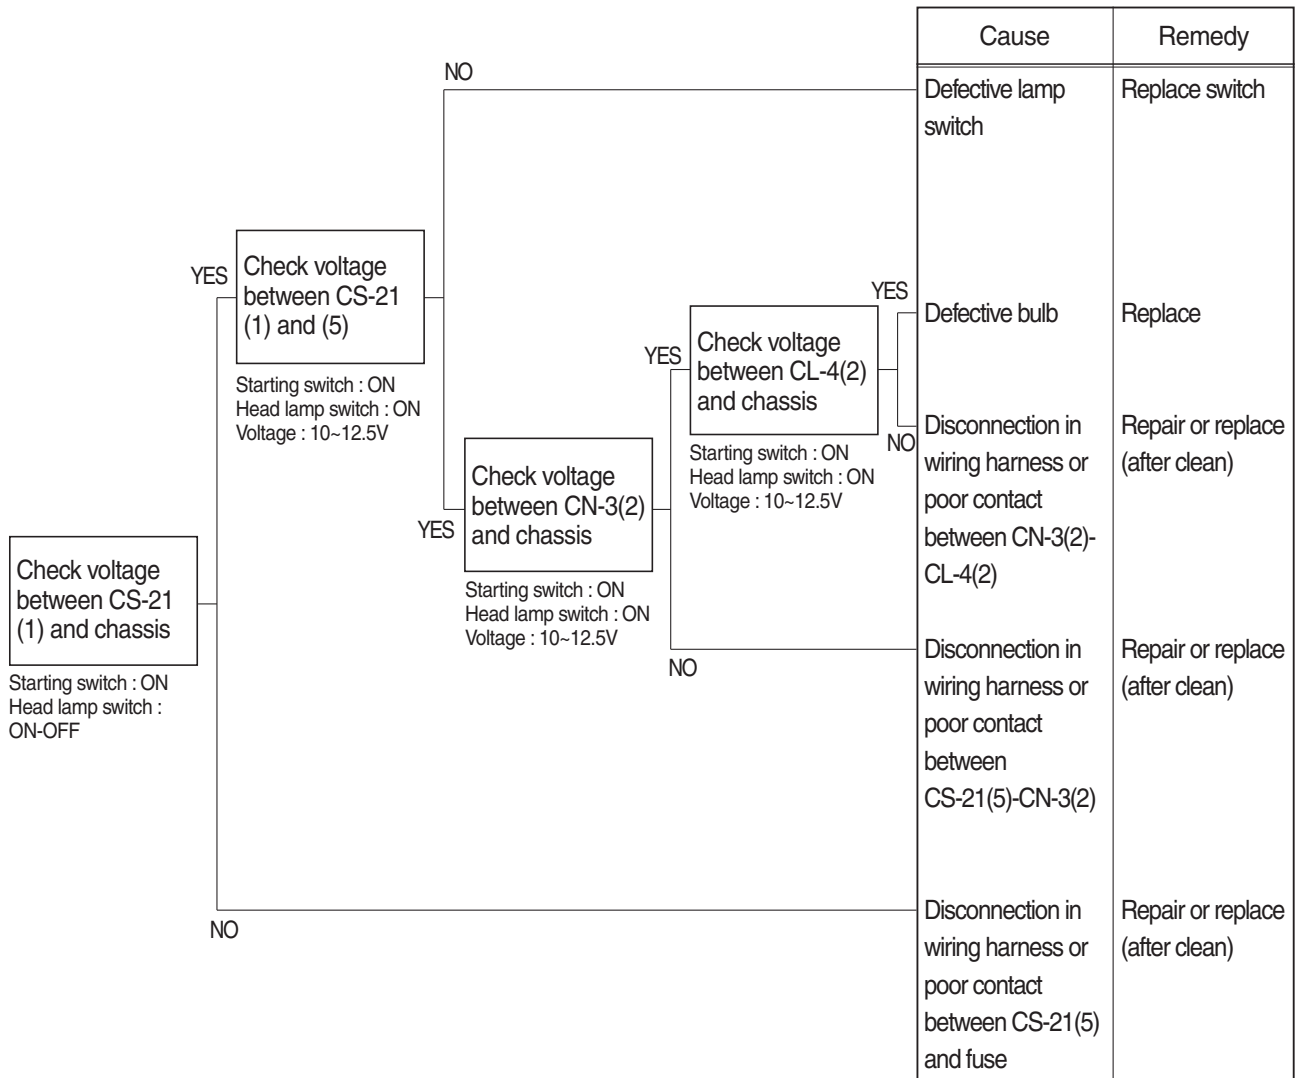 Cause
Remedy
NO
Defective lamp
switch
Replace switch
YES
Check voltage
between CS-21
(1) and (5)
Starting switch : ON
Head lamp switch : ON
Voltage : 10~12.5V
YES
Defective bulb
Replace
YES
Check voltage
between CL-4(2)
and chassis
Starting switch : ON
Head lamp switch : ON
Voltage : 10~12.5V
NO
Disconnection in
wiring harness or
poor contact
between CN-3(2)-
CL-4(2)
Repair or replace
(after clean)
YES
Check voltage
between CN-3(2)
and chassis
Starting switch : ON
Head lamp switch : ON
Voltage : 10~12.5V
NO
Disconnection in
wiring harness or
poor contact
between
CS-21(5)-CN-3(2)
Repair or replace
(after clean)
Check voltage
between CS-21
(1) and chassis
Starting switch : ON
Head lamp switch :
ON-OFF
NO
Disconnection in
wiring harness or
poor contact
between CS-21(5)
and fuse
Repair or replace
(after clean)